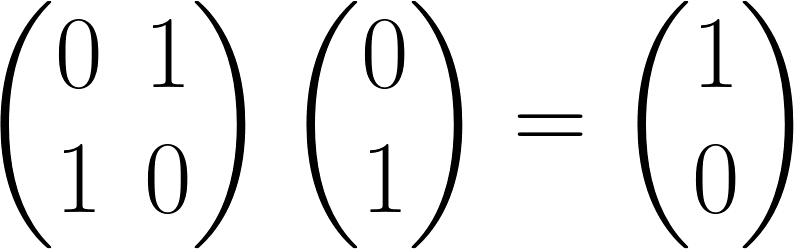 (0 1
1 0) (0
1) = (1
0)